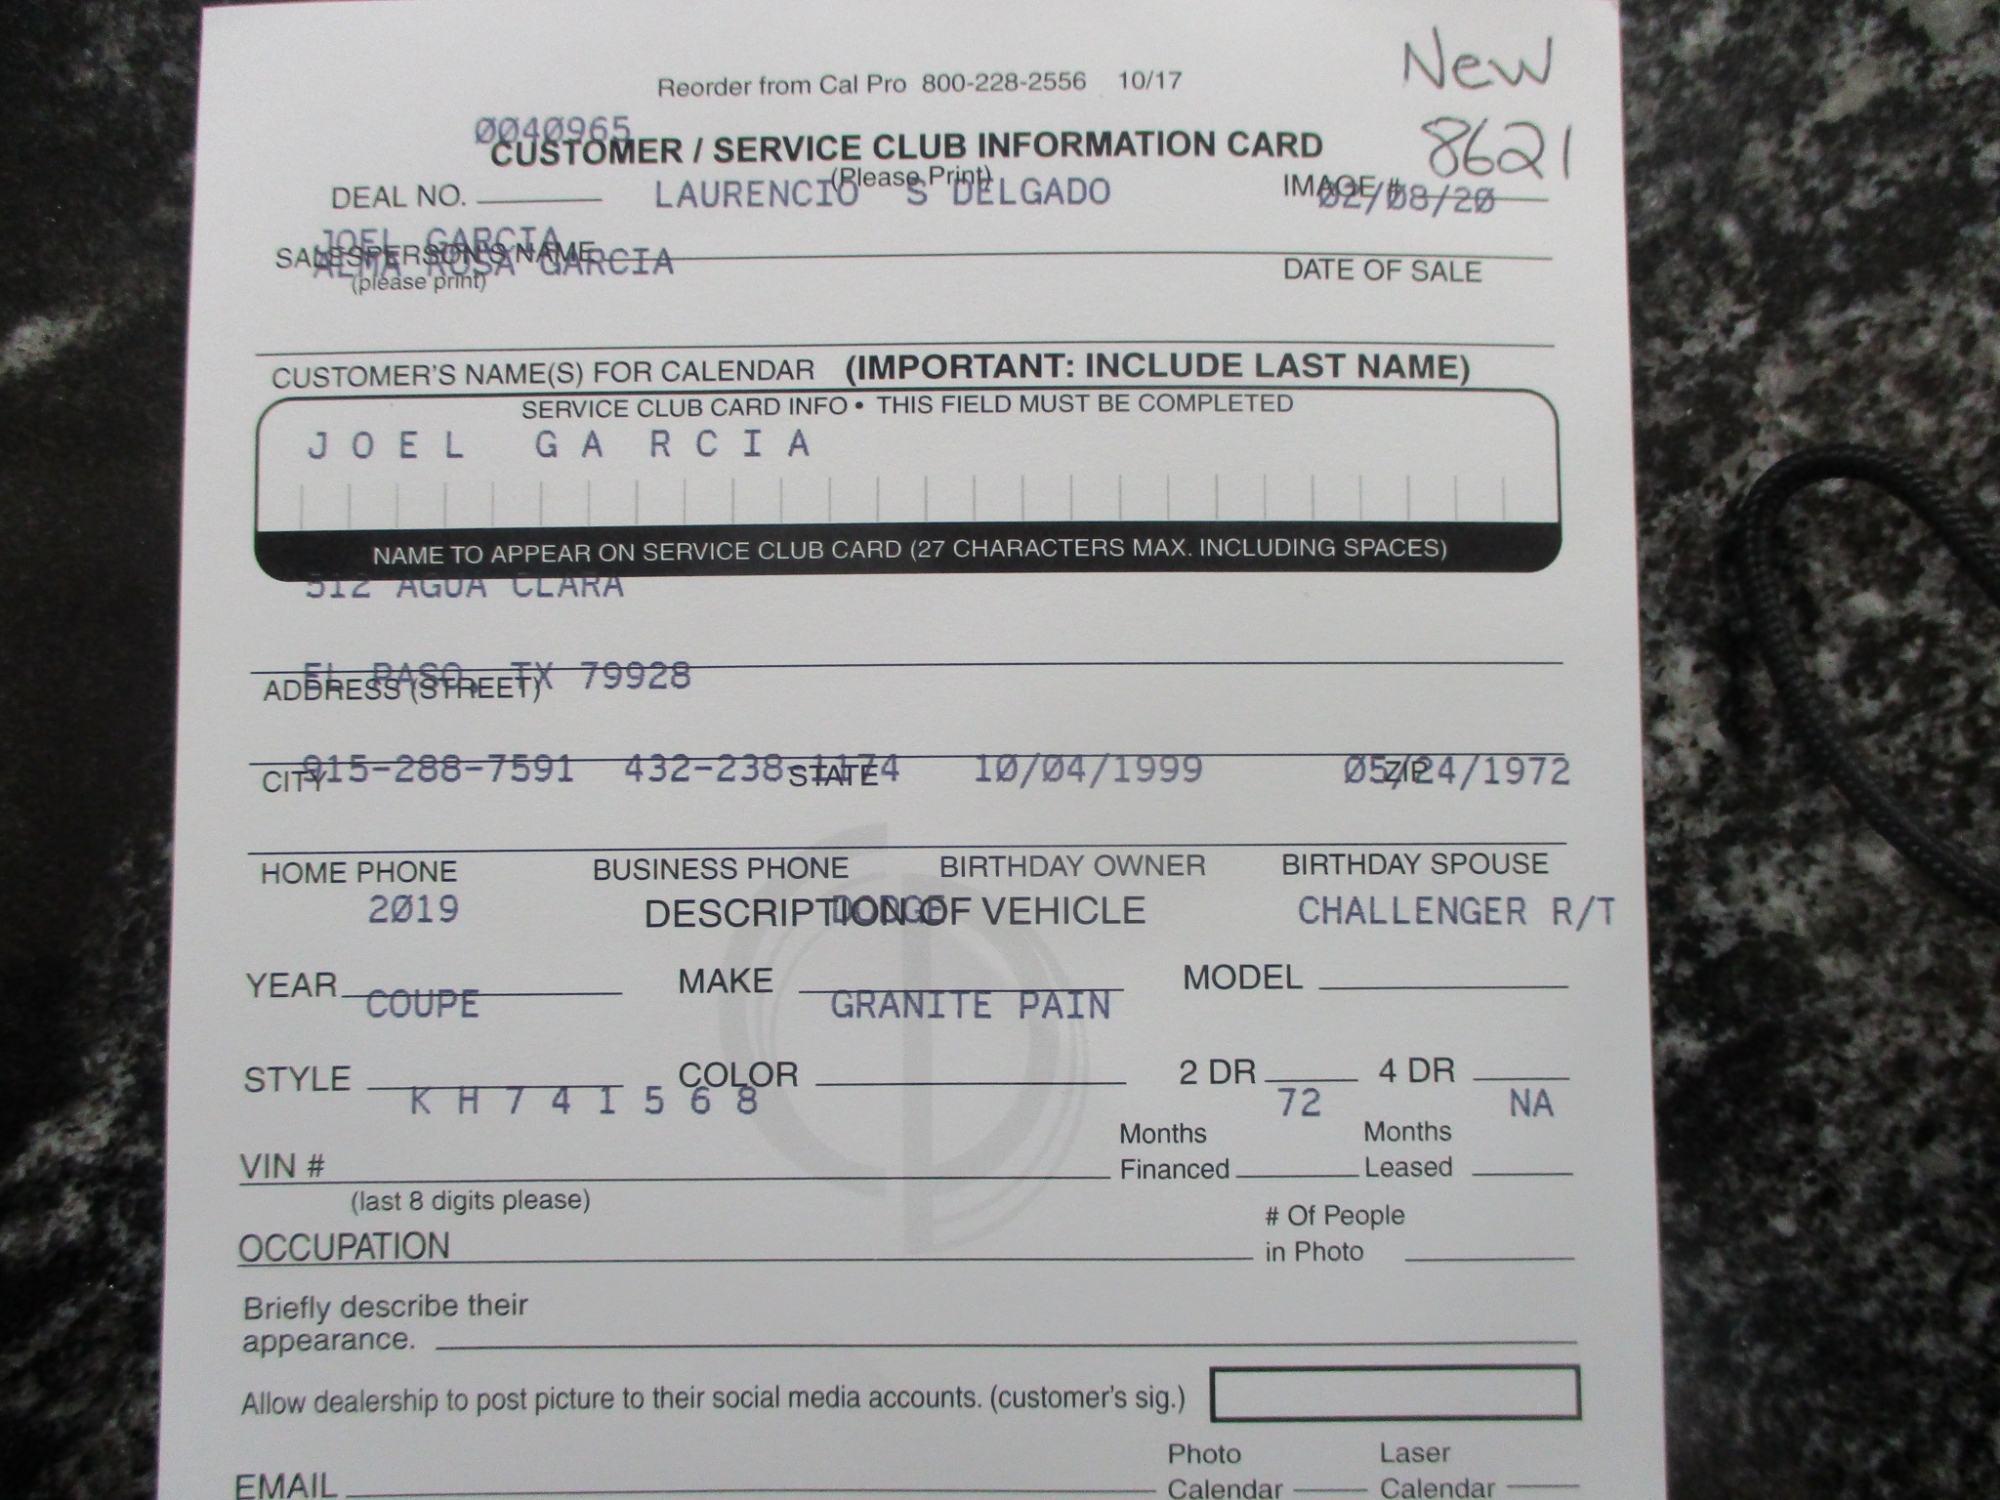 New
Reorder from Cal Pro 800-228-2556 10/17
8621
0040965
CUSTOMER / SERVICE CLUB INFORMATION CARD
(Please Print)
DEAL NO. LAURENCIO S DELGADO IMAGE # 02/08/20
JOEL GARCIA
SALESPERSON'S NAME
ALMA ROSA GARCIA
(please print) DATE OF SALE
CUSTOMER'S NAME(S) FOR CALENDAR (IMPORTANT: INCLUDE LAST NAME)
SERVICE CLUB CARD INFO • THIS FIELD MUST BE COMPLETED
JOEL GARCIA
NAME TO APPEAR ON SERVICE CLUB CARD (27 CHARACTERS MAX. INCLUDING SPACES)
512 AGUA CLARA
EL PASO, TX 79928
ADDRESS (STREET)
915-288-7591 432-238-1174 10/04/1999 05/24/1972
CITY STATE ZIP
HOME PHONE BUSINESS PHONE BIRTHDAY OWNER BIRTHDAY SPOUSE
2019 DODGE CHALLENGER R/T
DESCRIPTION OF VEHICLE
YEAR MAKE MODEL
COUPE GRANITE PAIN
STYLE COLOR 2 DR 4 DR
KH741568 72 NA
VIN # Months Financed Months Leased
(last 8 digits please)
OCCUPATION # Of People in Photo
Briefly describe their
appearance.
Allow dealership to post picture to their social media accounts. (customer's sig.)
EMAIL Photo Calendar Laser Calendar